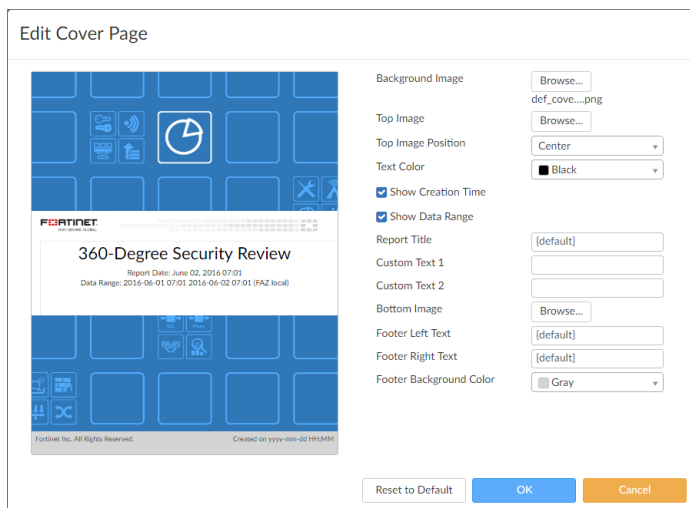 Edit Cover Page
FORTINET
FAST. SECURE. GLOBAL.
360-Degree Security Review
Report Date: June 02, 2016 07:01
Data Range: 2016-06-01 07:01 2016-06-02 07:01 (FAZ local)
Fortinet Inc. All Rights Reserved.
Created on yyyy-mm-dd HH:MM
Background Image
Browse...
def_cove....png
Top Image
Browse...
Top Image Position
Center
Text Color
Black
Show Creation Time
Show Data Range
Report Title
{default}
Custom Text 1
Custom Text 2
Bottom Image
Browse...
Footer Left Text
{default}
Footer Right Text
{default}
Footer Background Color
Gray
Reset to Default
OK
Cancel